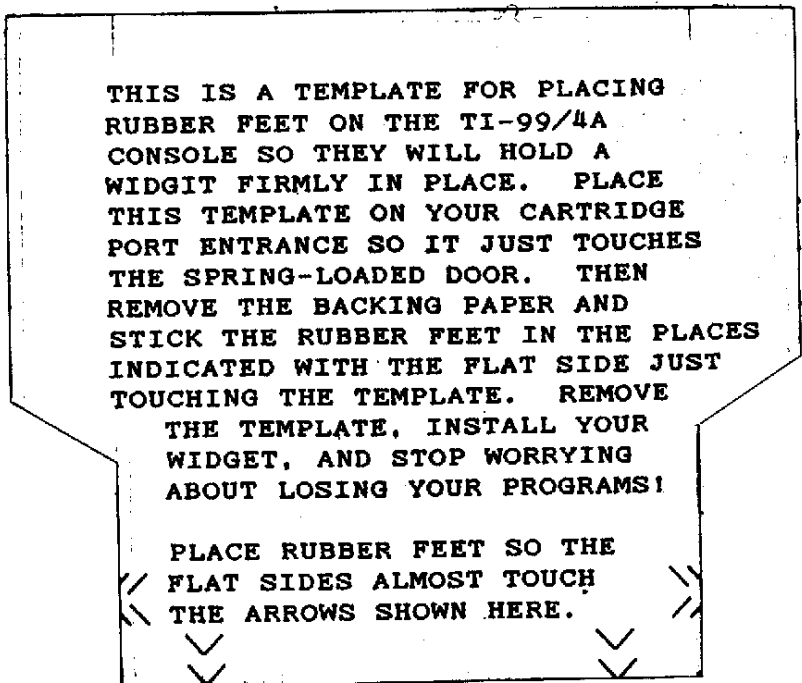 THIS IS A TEMPLATE FOR PLACING
RUBBER FEET ON THE TI-99/4A
CONSOLE SO THEY WILL HOLD A
WIDGIT FIRMLY IN PLACE. PLACE
THIS TEMPLATE ON YOUR CARTRIDGE
PORT ENTRANCE SO IT JUST TOUCHES
THE SPRING-LOADED DOOR. THEN
REMOVE THE BACKING PAPER AND
STICK THE RUBBER FEET IN THE PLACES
INDICATED WITH THE FLAT SIDE JUST
TOUCHING THE TEMPLATE. REMOVE
THE TEMPLATE, INSTALL YOUR
WIDGET, AND STOP WORRYING
ABOUT LOSING YOUR PROGRAMS!
PLACE RUBBER FEET SO THE
FLAT SIDES ALMOST TOUCH
THE ARROWS SHOWN HERE.